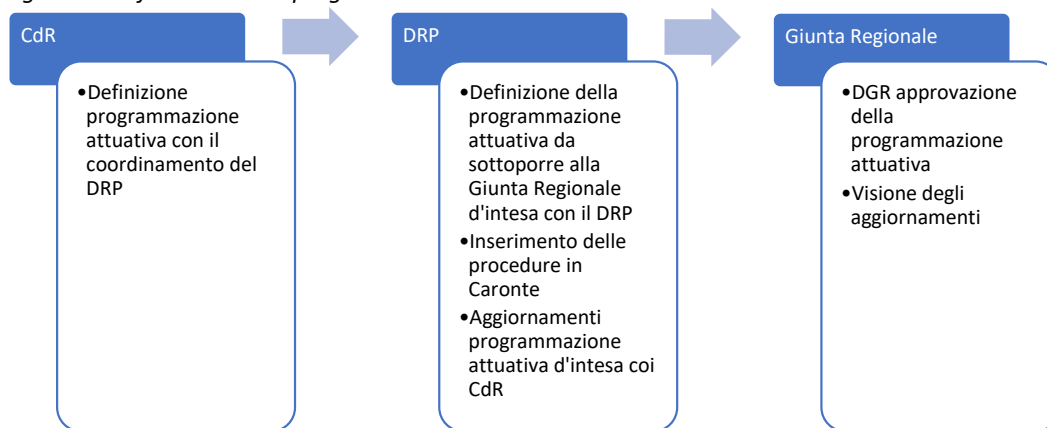 CdR
•Definizione
programmazione
attuativa con il
coordinamento del
DRP
DRP
•Definizione della
programmazione
attuativa da
sottoporre alla
Giunta Regionale
d'intesa con il DRP
•Inserimento delle
procedure in
Caronte
•Aggiornamenti
programmazione
attuativa d'intesa coi
CdR
Giunta Regionale
•DGR approvazione
della
programmazione
attuativa
•Visione degli
aggiornamenti